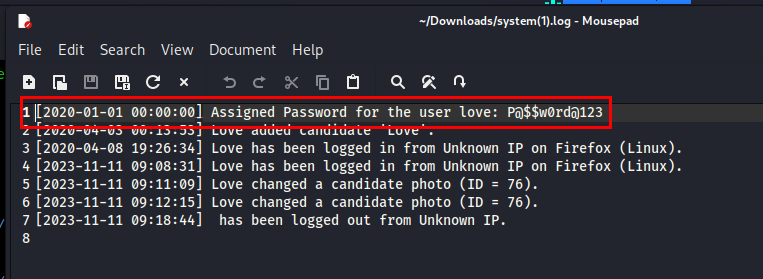 ~/Downloads/system(1).log - Mousepad
File Edit Search View Document Help
1 [2020-01-01 00:00:00] Assigned Password for the user love: P@$$w0rd@123
2 [2020-04-03 00:13:53] Love added candidate 'Love'.
3 [2020-04-08 19:26:34] Love has been logged in from Unknown IP on Firefox (Linux).
4 [2023-11-11 09:08:31] Love has been logged in from Unknown IP on Firefox (Linux).
5 [2023-11-11 09:11:09] Love changed a candidate photo (ID = 76).
6 [2023-11-11 09:12:15] Love changed a candidate photo (ID = 76).
7 [2023-11-11 09:18:44]  has been logged out from Unknown IP.
8